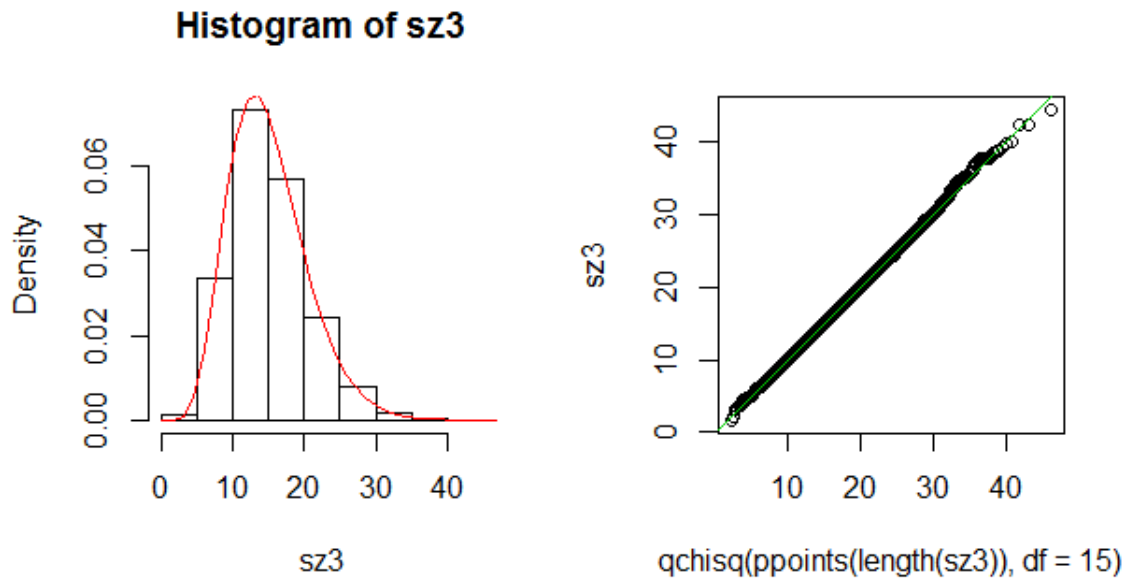 Histogram of sz3
Density
0.00
0.02
0.04
0.06
0 10 20 30 40
sz3
sz3
0
10
20
30
40
10 20 30 40
qchisq(ppoints(length(sz3)), df = 15)